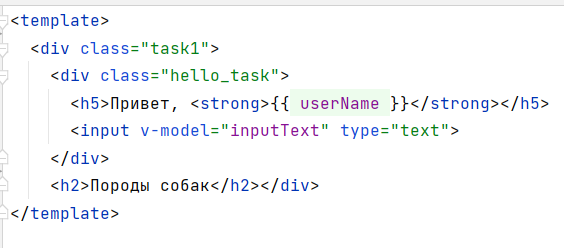 <template>
<div class="task1">
<div class="hello_task">
<h5>Привет, <strong>{{ userName }}</strong></h5>
<input v-model="inputText" type="text">
</div>
<h2>Породы собак</h2></div>
</template>